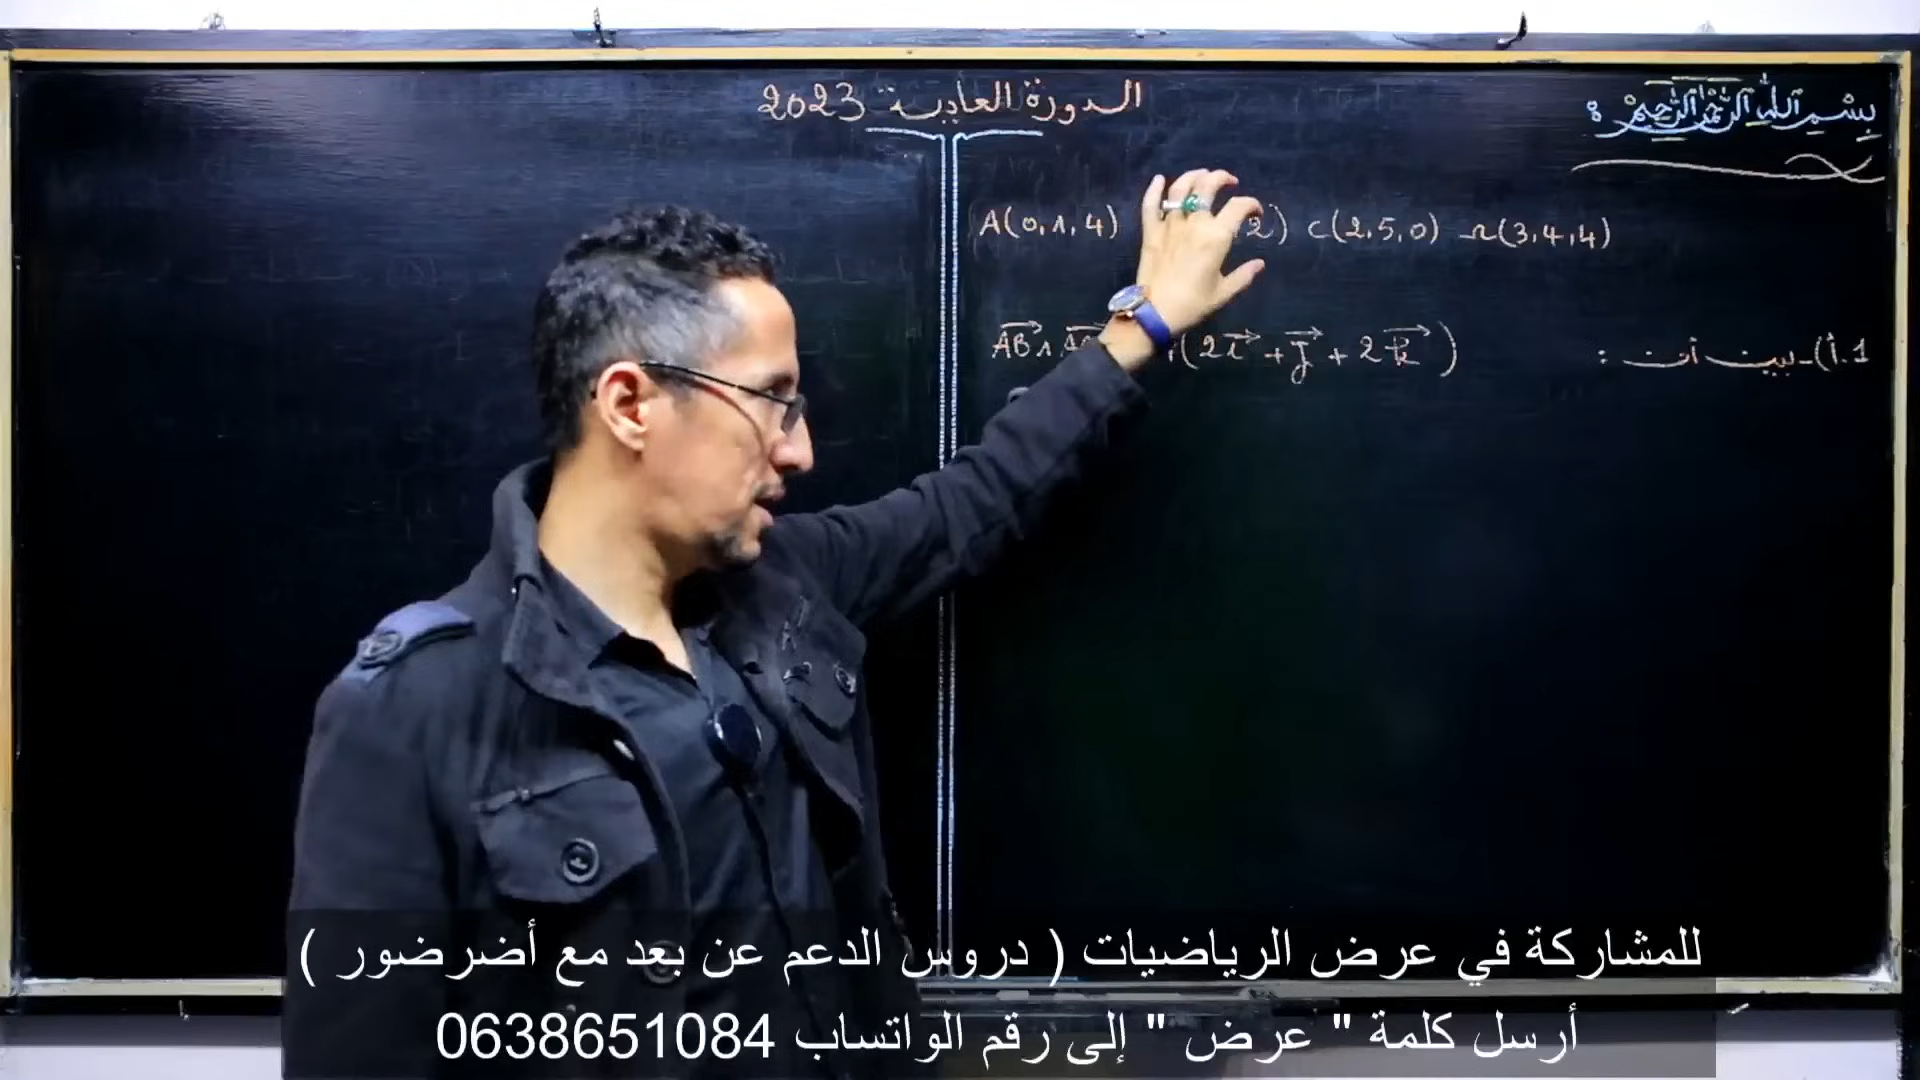 بسم الله الرحمن الرحيم :
الدورة العادية 2023
A(0,1,4) 2) C(2,5,0) Ω(3,4,4)
1.أ)-بين أن :
AB∧ (2i+j+2k)
للمشاركة في عرض الرياضيات ( دروس الدعم عن بعد مع أضرضور )
أرسل كلمة " عرض " إلى رقم الواتساب 0638651084